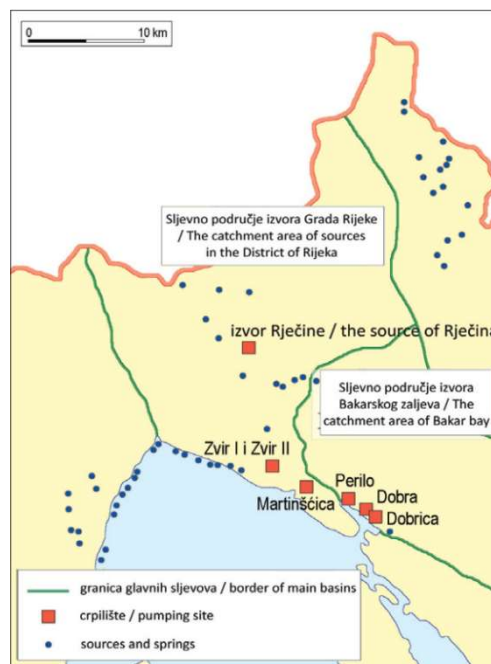 0 10 km
Sljevno područje izvora Grada Rijeke
/ The catchment area of sources
in the District of Rijeka
izvor Rječine / the source of Rječina
Sljevno područje izvora
Bakarskog zaljeva / The
catchment area of Bakar bay
Zvir I i Zvir II
Perilo
Martinšćica
Dobra
Dobrica
granica glavnih sljevova / border of main basins
crpilište / pumping site
sources and springs